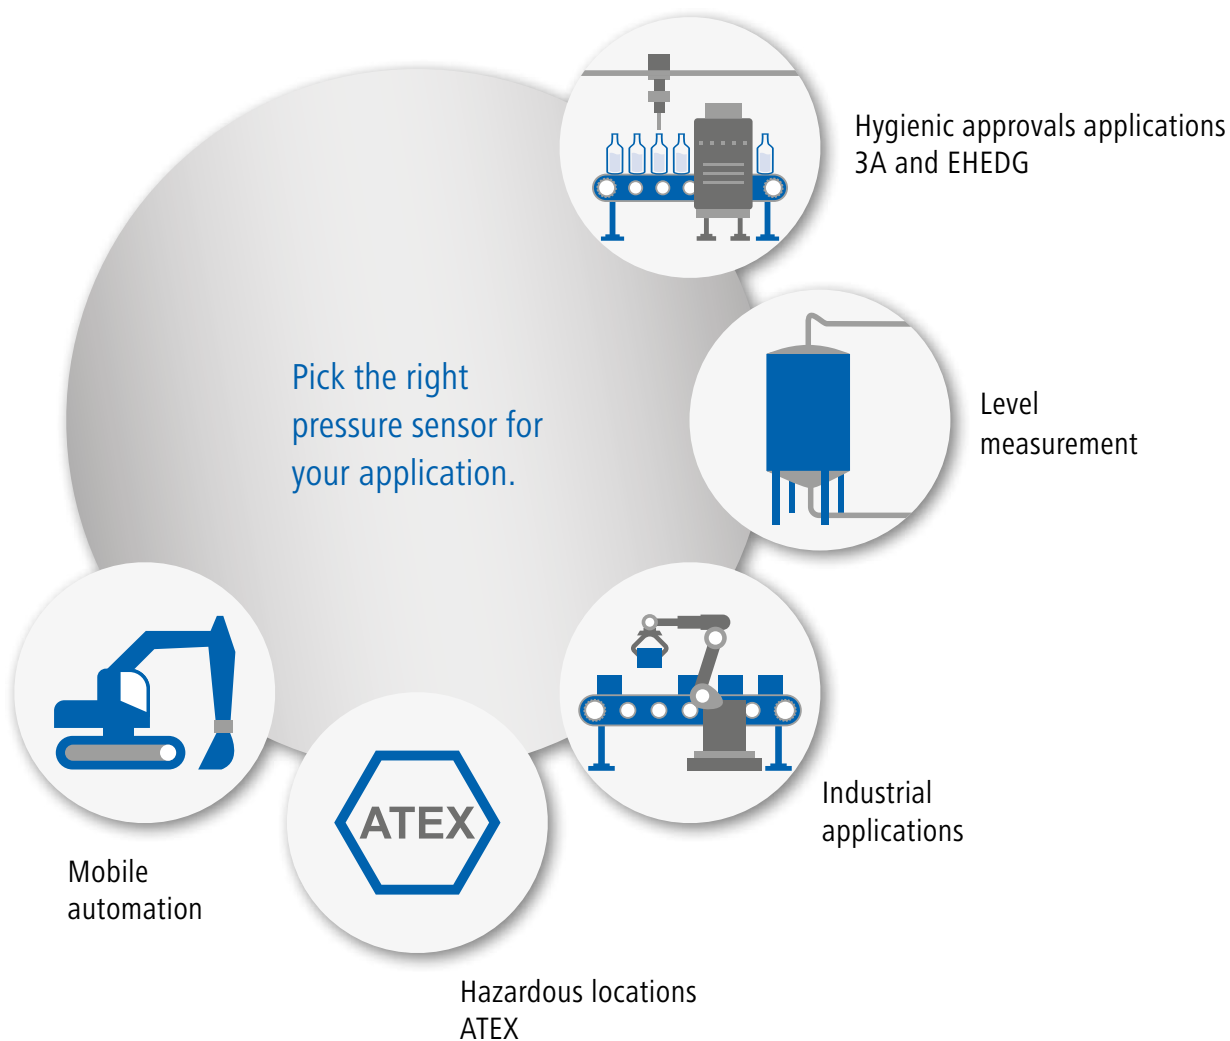 Hygienic approvals applications
3A and EHEDG
Pick the right
pressure sensor for
your application.
Level
measurement
Industrial
applications
ATEX
Mobile
automation
Hazardous locations
ATEX